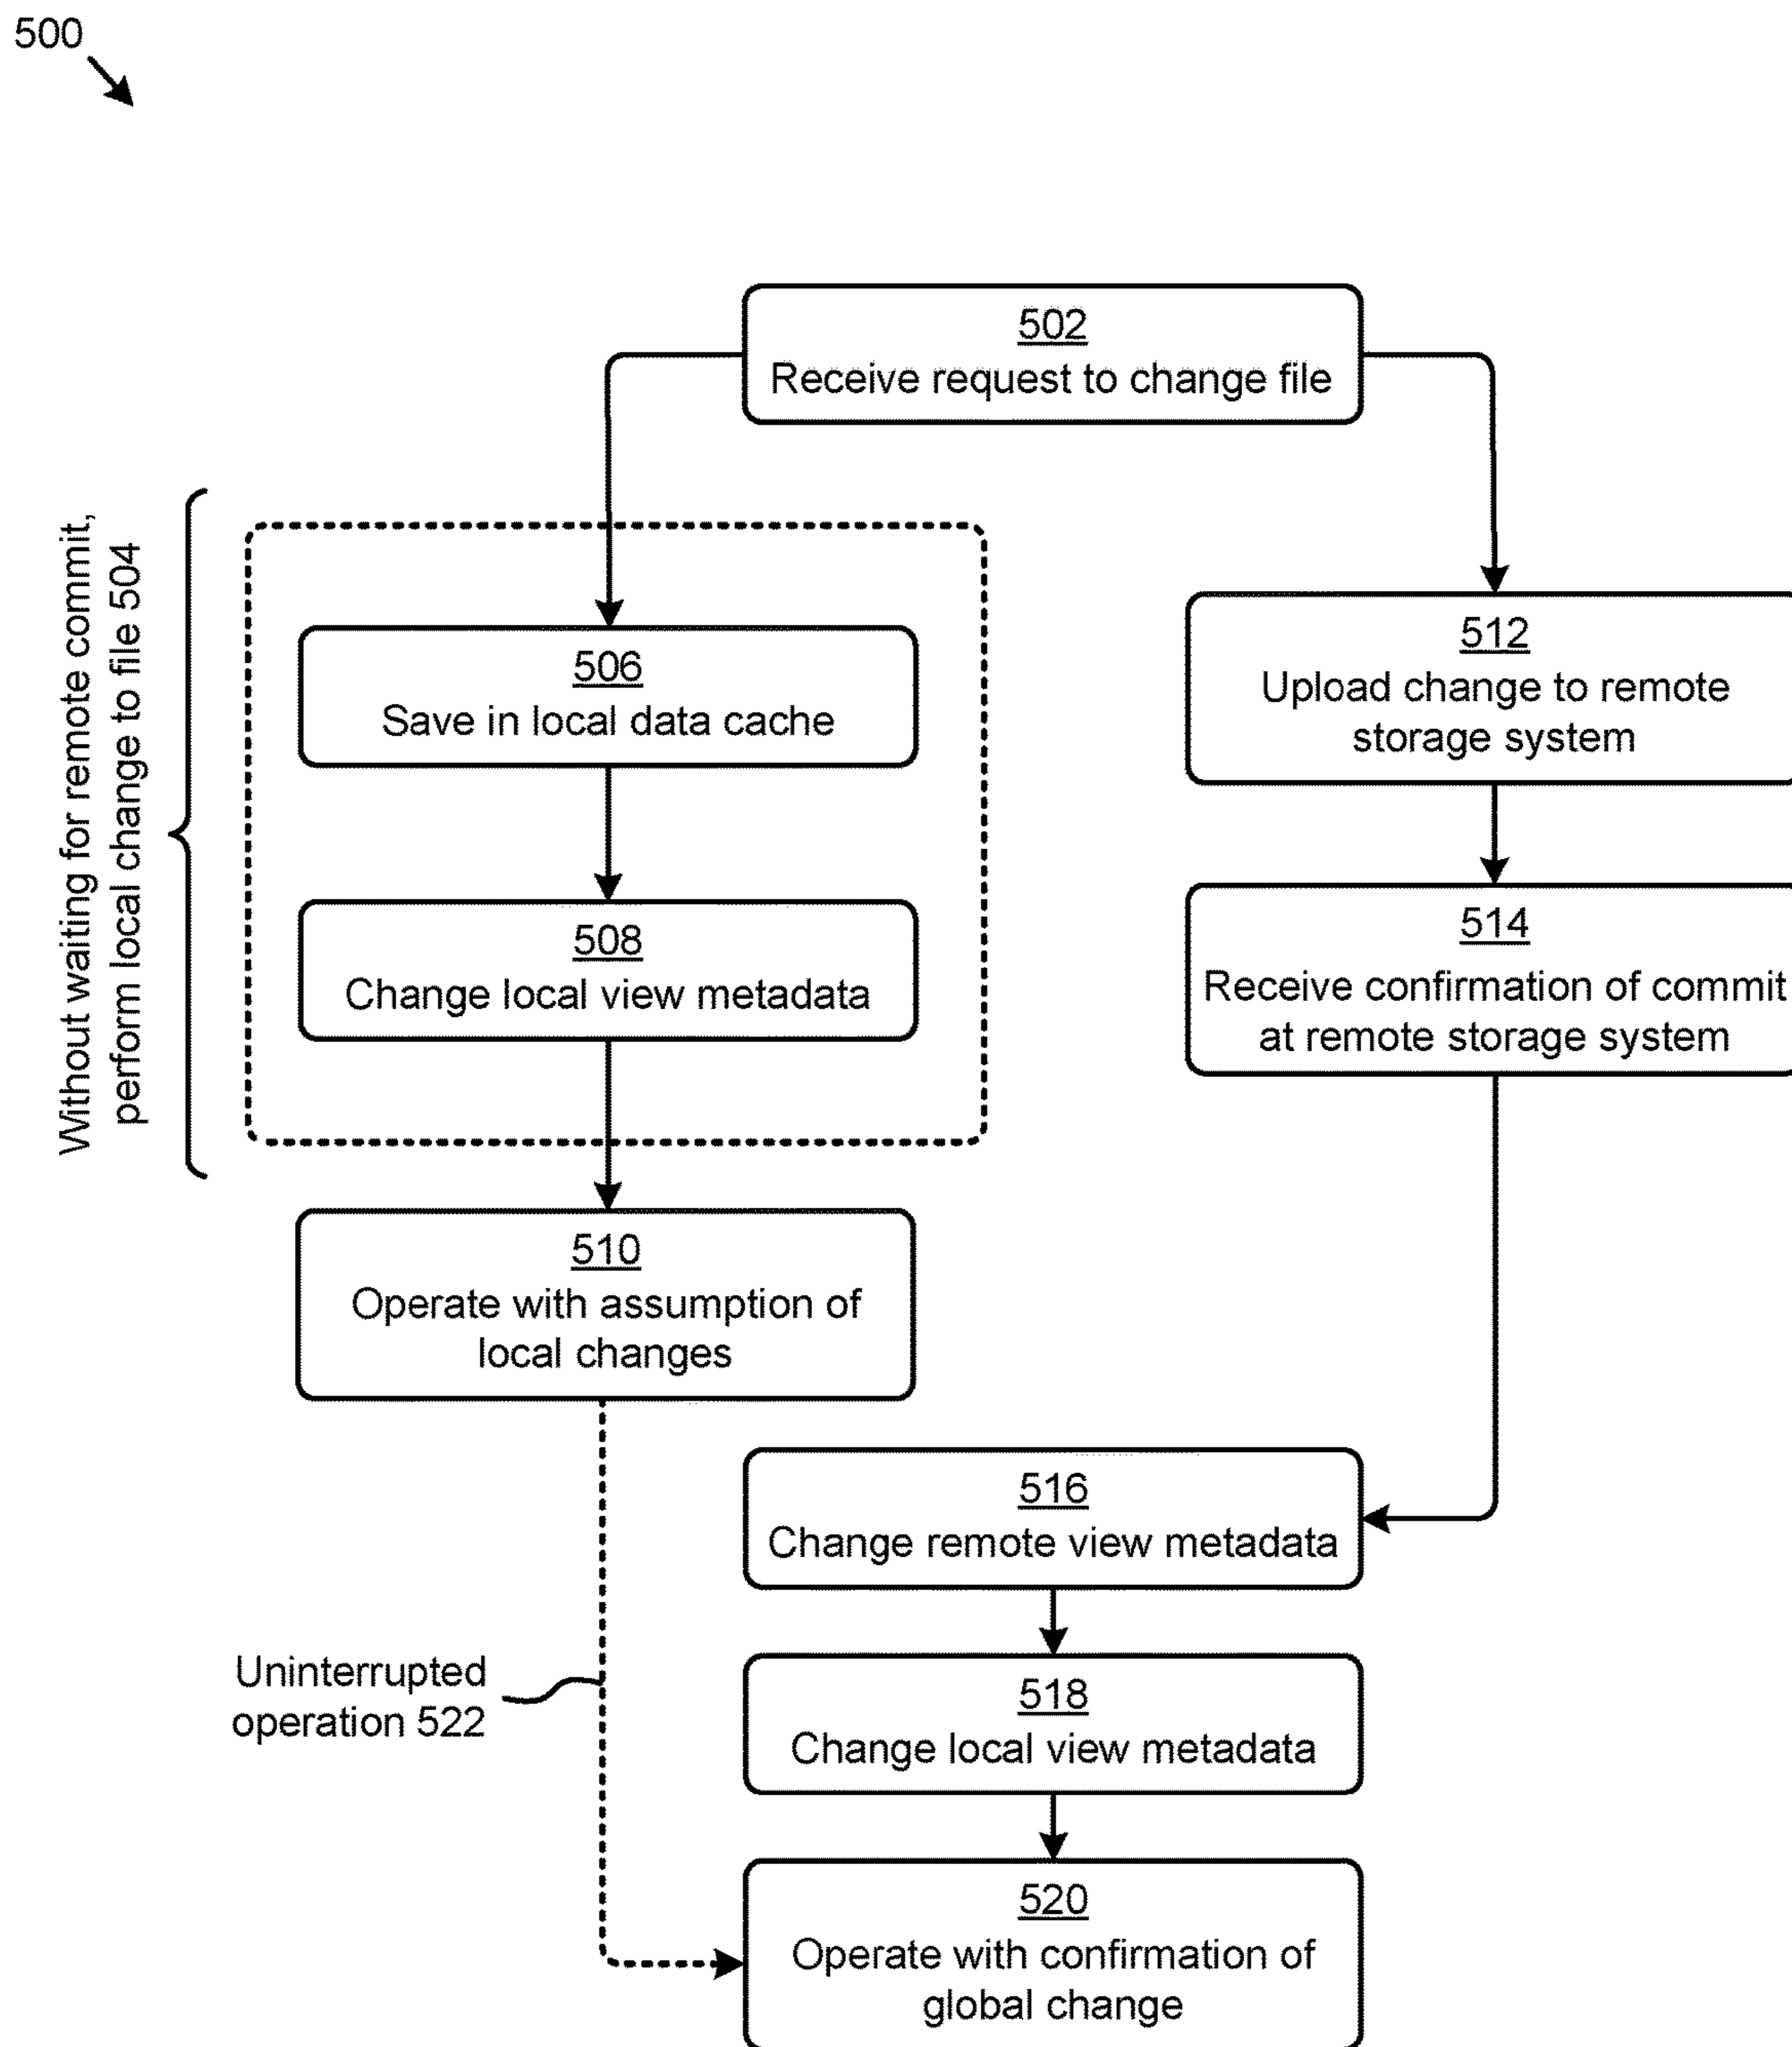 500
502
Receive request to change file
Without waiting for remote commit,
perform local change to file 504
506
Save in local data cache
508
Change local view metadata
510
Operate with assumption of
local changes
512
Upload change to remote
storage system
514
Receive confirmation of commit
at remote storage system
516
Change remote view metadata
518
Change local view metadata
Uninterrupted
operation 522
520
Operate with confirmation of
global change